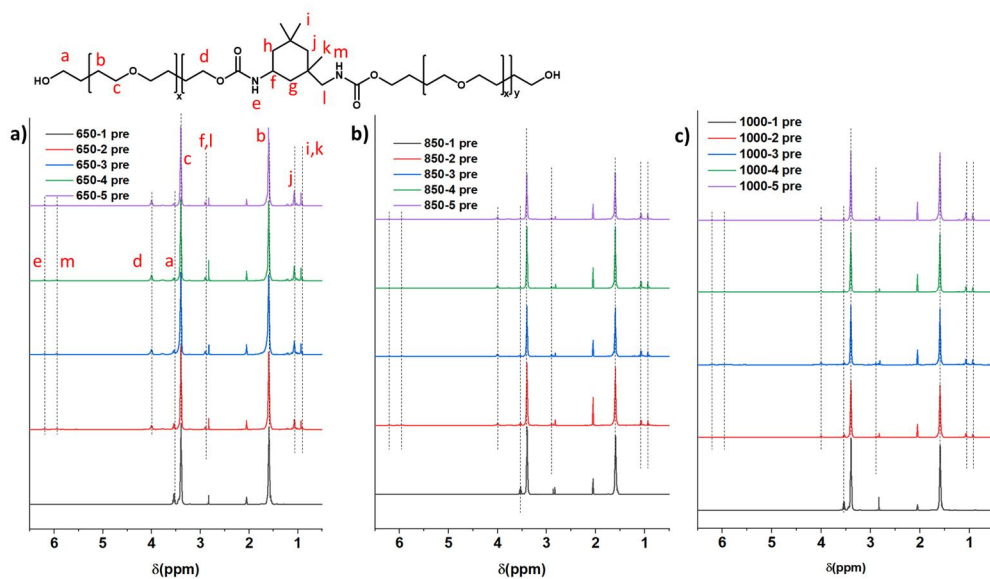 i
h
j
k
m
a
b
d
HO
O
x
O
O
N
H
H
N
O
O
O
x
y
OH
c
e
f
g
l
a)
650-1 pre
650-2 pre
650-3 pre
650-4 pre
650-5 pre
c
f,l
b
j
i,k
e
m
d
a
6
5
4
3
2
1
δ(ppm)
b)
850-1 pre
850-2 pre
850-3 pre
850-4 pre
850-5 pre
6
5
4
3
2
1
δ(ppm)
c)
1000-1 pre
1000-2 pre
1000-3 pre
1000-4 pre
1000-5 pre
6
5
4
3
2
1
δ(ppm)